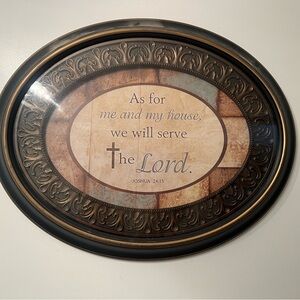 As for
me and my house,
we will serve
the Lord.
JOSHUA 24:15